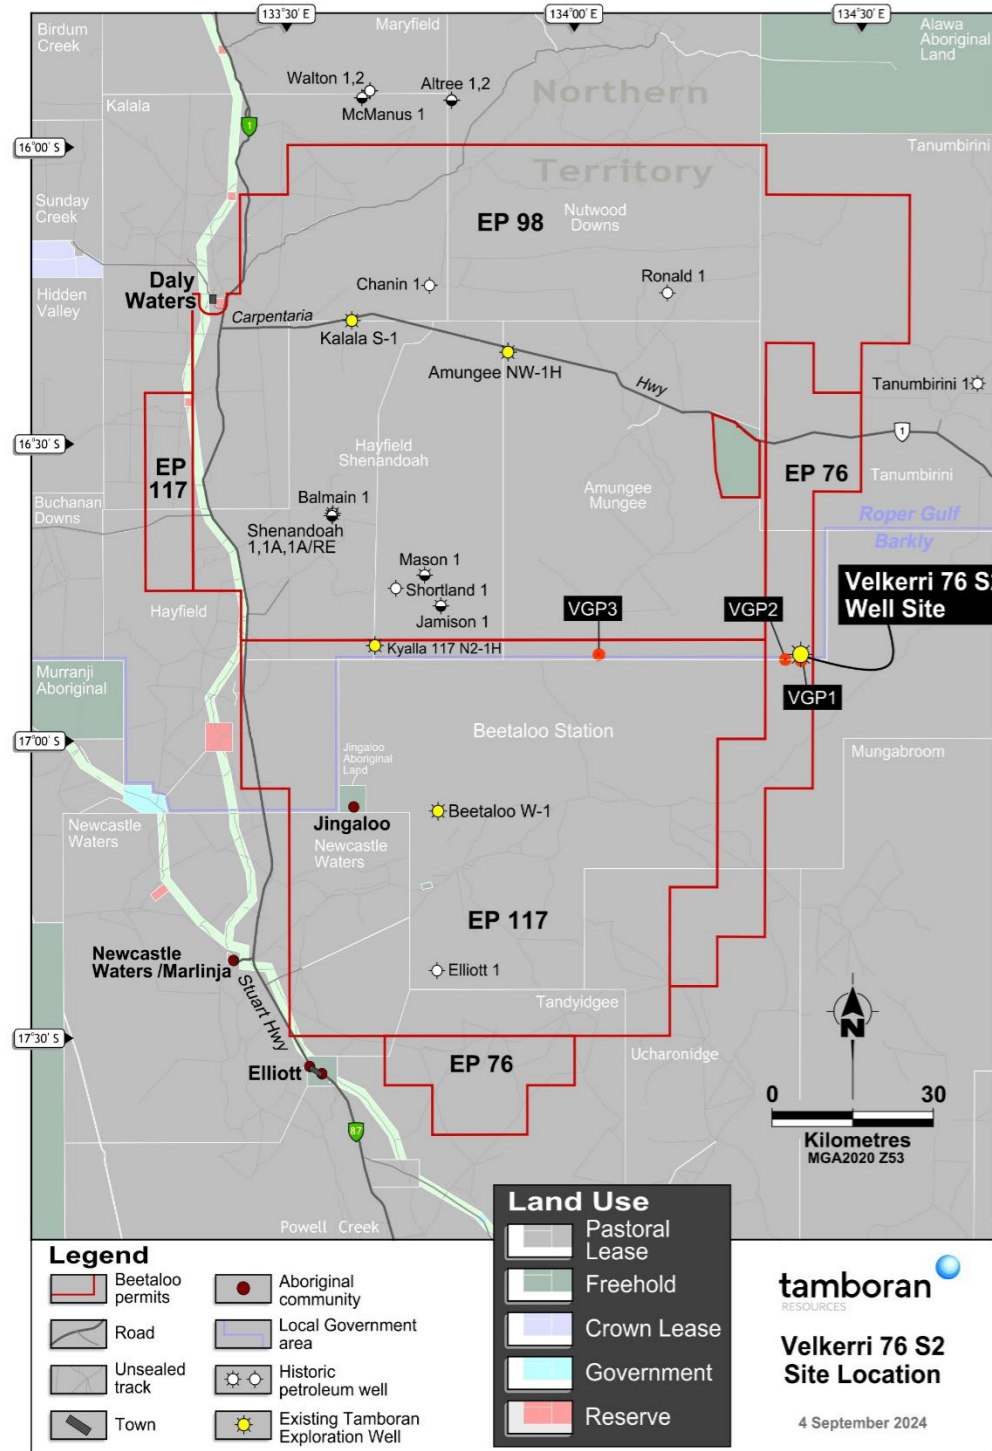 133°30' E
134°00' E
134°30' E
Birdum
Creek
Maryfield
Alawa
Aboriginal
Land
Walton 1,2
Altree 1,2
McManus 1
Kalala
Northern
Territory
1
16°00' S
Tanumbirini
Sunday
Creek
EP 98
Nutwood
Downs
Daly
Waters
Hidden
Valley
Chanin 1
Ronald 1
Carpentaria
Kalala S-1
Amungee NW-1H
Hwy
Tanumbirini 1
1
16°30' S
EP
117
Hayfield
Shenandoah
Amungee
Mungee
EP 76
Tanumbirini
Buchanan
Downs
Balmain 1
Shenandoah
1,1A,1A/RE
Roper Gulf
Barkly
Mason 1
Shortland 1
Jamison 1
Hayfield
VGP3
VGP2
Velkerri 76 S2
Well Site
Kyalla 117 N2-1H
VGP1
Murranji
Aboriginal
17°00' S
Beetaloo Station
Mungabroom
Jingaloo
Aboriginal
Land
Jingaloo
Beetaloo W-1
Newcastle
Waters
Newcastle
Waters
EP 117
Newcastle
Waters /Marlinja
Elliott 1
Tandyidgee
Stuart Hwy
17°30' S
Elliott
EP 76
Ucharonidge
N
0
30
Kilometres
MGA2020 Z53
87
Powell Creek
Legend
Beetaloo
permits
Road
Unsealed
track
Town
Aboriginal
community
Local Government
area
Historic
petroleum well
Existing Tamboran
Exploration Well
Land Use
Pastoral
Lease
Freehold
Crown Lease
Government
Reserve
tamboran
RESOURCES
Velkerri 76 S2
Site Location
4 September 2024